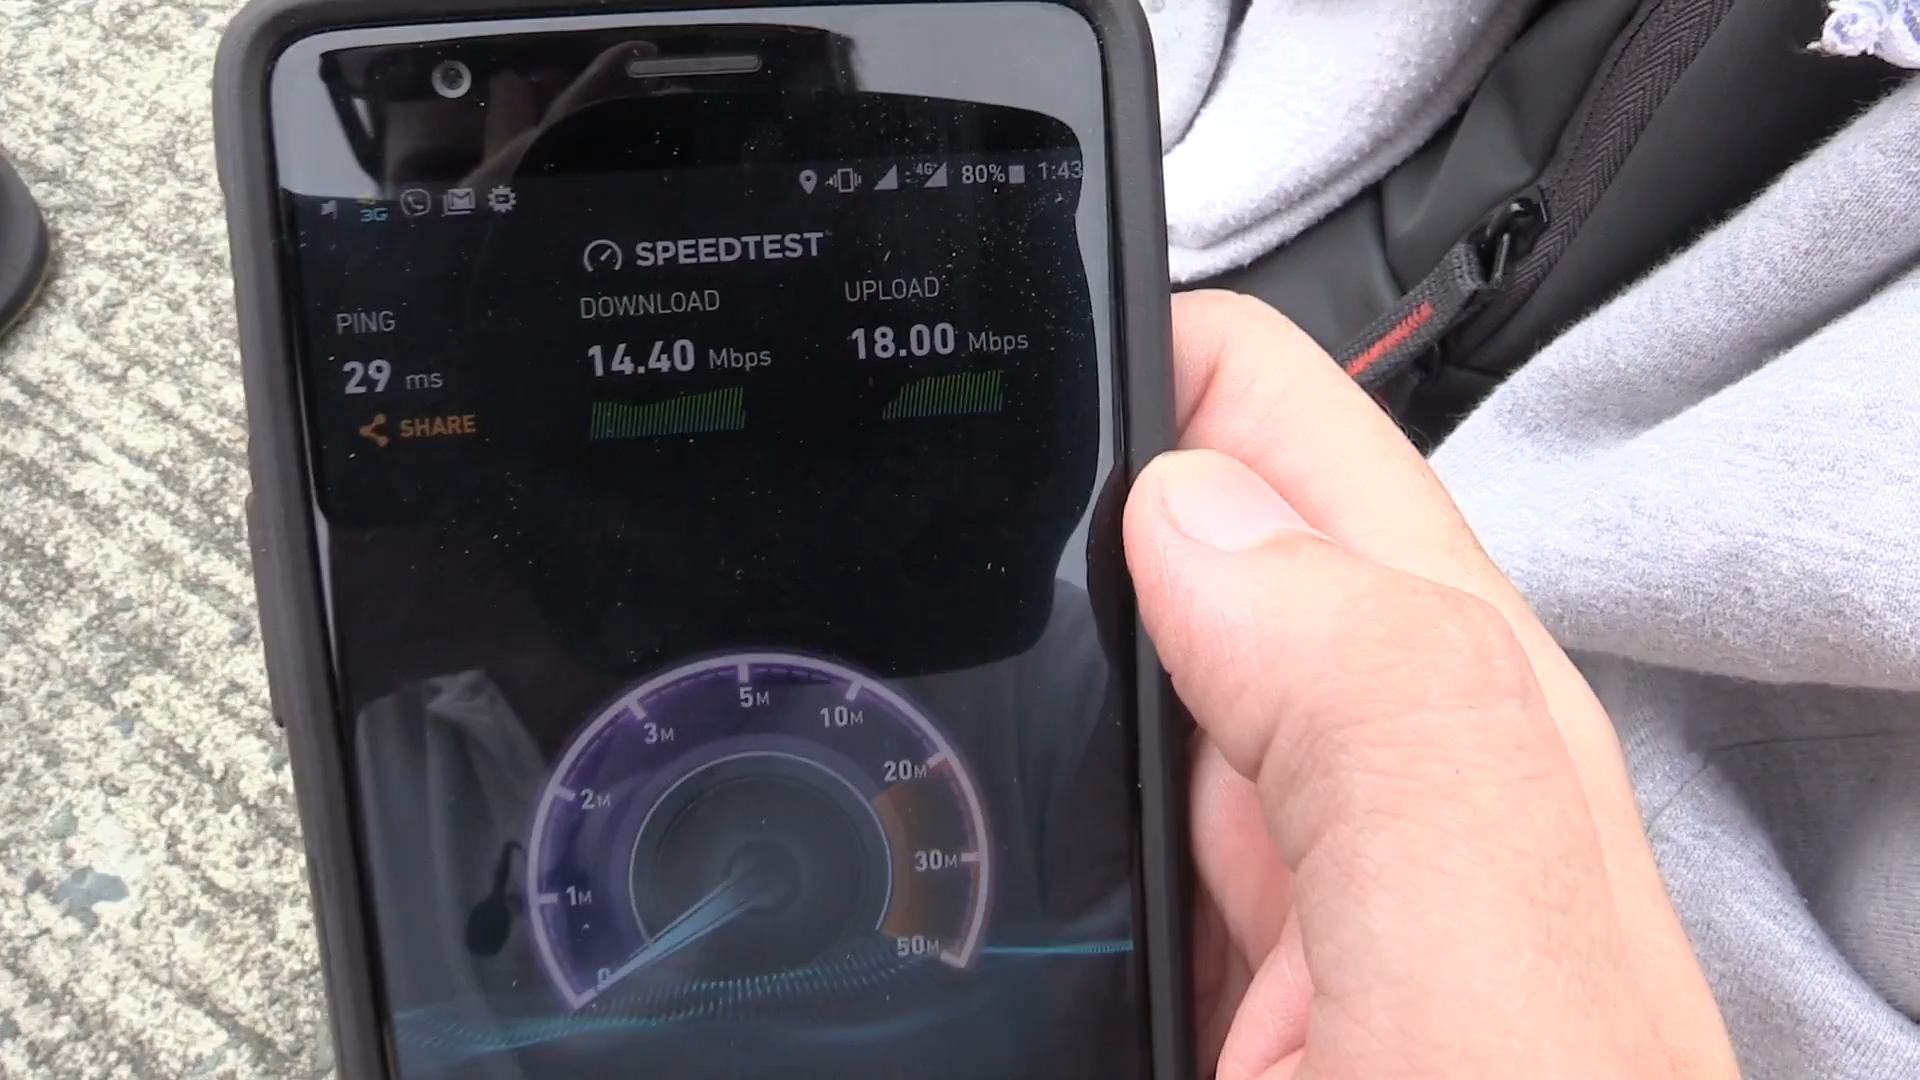 3G 4G+ 80% 1:43
SPEEDTEST
PING DOWNLOAD UPLOAD
29 ms 14.40 Mbps 18.00 Mbps
SHARE
5M
3M 10M
20M
2M
30M
1M
50M
0